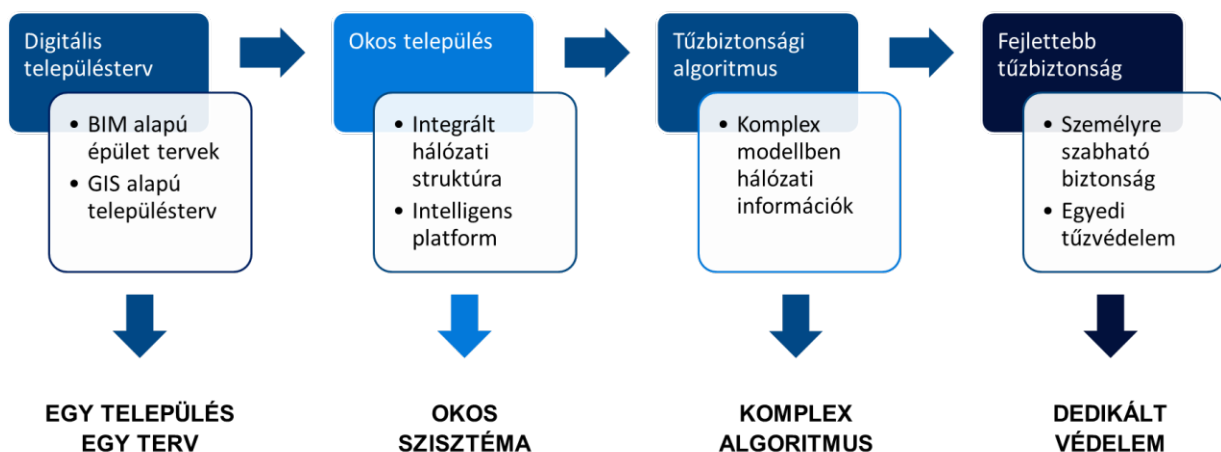 Digitális
településterv
• BIM alapú
épület tervek
• GIS alapú
településterv
EGY TELEPÜLÉS
EGY TERV
Okos település
• Integrált
hálózati
struktúra
• Intelligens
platform
OKOS
SZISZTÉMA
Tűzbiztonsági
algoritmus
• Komplex
modellben
hálózati
információk
KOMPLEX
ALGORITMUS
Fejlettebb
tűzbiztonság
• Személyre
szabható
biztonság
• Egyedi
tűzvédelem
DEDIKÁLT
VÉDELEM